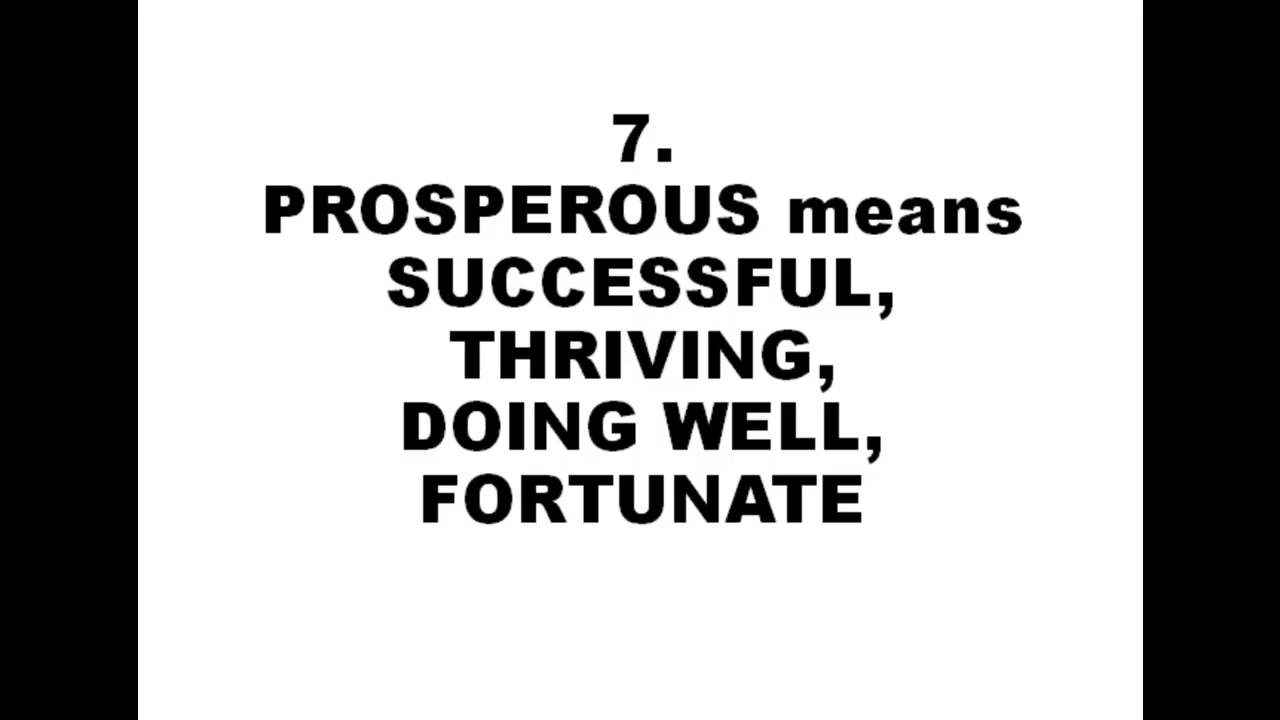 7.
PROSPEROUS means
SUCCESSFUL,
THRIVING,
DOING WELL,
FORTUNATE